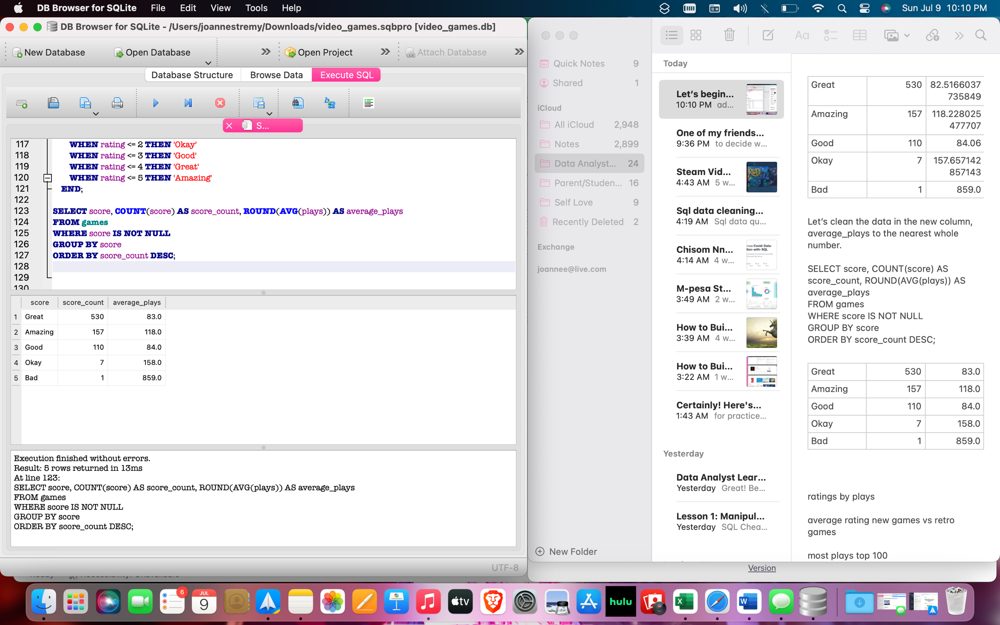 DB Browser for SQLite File Edit View Tools Help Sun Jul 9 10:10 PM
DB Browser for SQLite - /Users/joannestremy/Downloads/video_games.sqbpro [video_games.db]
New Database Open Database Open Project Attach Database
Database Structure Browse Data Execute SQL
S...
117 WHEN rating <= 2 THEN 'Okay'
118 WHEN rating <= 3 THEN 'Good'
119 WHEN rating <= 4 THEN 'Great'
120 WHEN rating <= 5 THEN 'Amazing'
121 END;
122
123 SELECT score, COUNT(score) AS score_count, ROUND(AVG(plays)) AS average_plays
124 FROM games
125 WHERE score IS NOT NULL
126 GROUP BY score
127 ORDER BY score_count DESC;
128
129
130
score score_count average_plays
1 Great 530 83.0
2 Amazing 157 118.0
3 Good 110 84.0
4 Okay 7 158.0
5 Bad 1 859.0
Execution finished without errors.
Result: 5 rows returned in 13ms
At line 123:
SELECT score, COUNT(score) AS score_count, ROUND(AVG(plays)) AS average_plays
FROM games
WHERE score IS NOT NULL
GROUP BY score
ORDER BY score_count DESC;
UTF-8
Quick Notes 9
Shared 1
iCloud
All iCloud 2,948
Notes 2,899
Data Analyst... 24
Parent/Studen... 16
Self Love 9
Recently Deleted 2
Exchange
joannee@live.com
New Folder
Today
Let's begin...
10:10 PM ad...
One of my friends...
9:36 PM to decide w...
Steam Vid...
4:43 AM 5 w...
Sql data cleaning...
4:19 AM Sql data qu...
Chisom Nn...
4:14 AM 4 w...
nwa/Covid-Data-
tion-with-SQL
M-pesa St...
3:49 AM 2 w...
How to Bui...
3:39 AM 4 w...
How to Bui...
3:22 AM 1 w...
Certainly! Here's...
1:43 AM for practice...
Yesterday
Data Analyst Lear...
Yesterday Great! Be...
Lesson 1: Manipul...
Yesterday SQL Chea...
Aa
Great 530 82.5166037
735849
Amazing 157 118.228025
477707
Good 110 84.06
Okay 7 157.657142
857143
Bad 1 859.0
Let's clean the data in the new column,
average_plays to the nearest whole
number.
SELECT score, COUNT(score) AS
score_count, ROUND(AVG(plays)) AS
average_plays
FROM games
WHERE score IS NOT NULL
GROUP BY score
ORDER BY score_count DESC;
Great 530 83.0
Amazing 157 118.0
Good 110 84.0
Okay 7 158.0
Bad 1 859.0
ratings by plays
average rating new games vs retro
games
most plays top 100
Version
6
JUL
9
tv
hulu
X
W